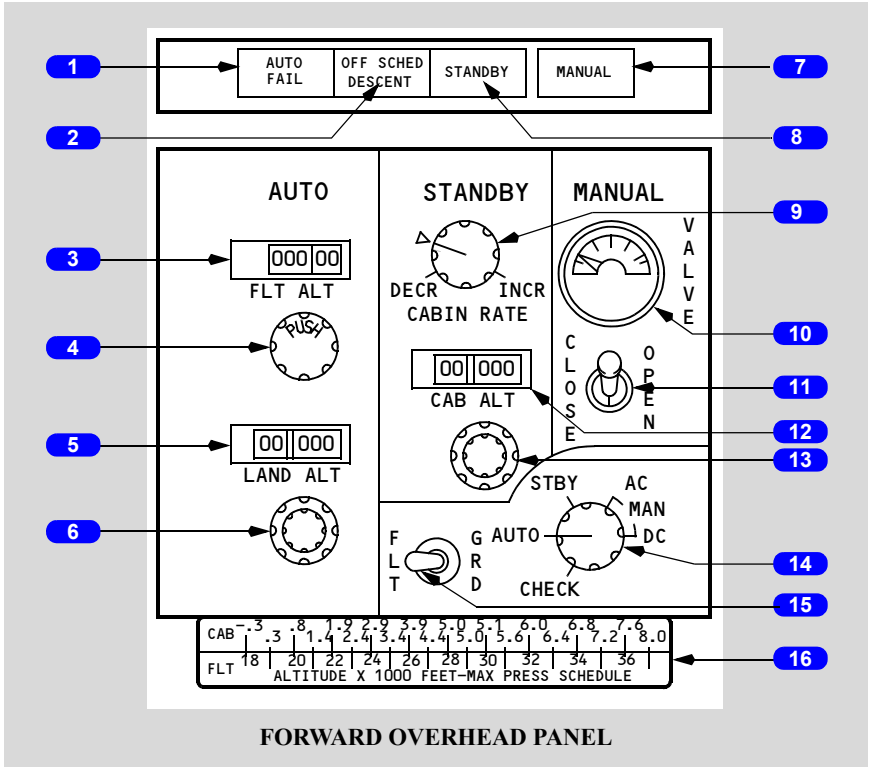 1
AUTO FAIL
OFF SCHED DESCENT
STANDBY
MANUAL
7
2
8
AUTO
STANDBY
MANUAL
9
3
000 00
FLT ALT
DECR
INCR
CABIN RATE
VALVE
10
4
PUSH
CLOSE
OPEN
11
00 000
CAB ALT
12
5
00 000
LAND ALT
13
6
STBY
AC
MAN
DC
AUTO
CHECK
14
FLT
GRD
15
CAB
-.3 .8 1.9 2.9 3.9 5.0 5.1 6.0 6.8 7.6
.3 1.4 2.4 3.4 4.4 5.0 5.6 6.4 7.2 8.0
16
FLT 18 20 22 24 26 28 30 32 34 36
ALTITUDE X 1000 FEET-MAX PRESS SCHEDULE
FORWARD OVERHEAD PANEL